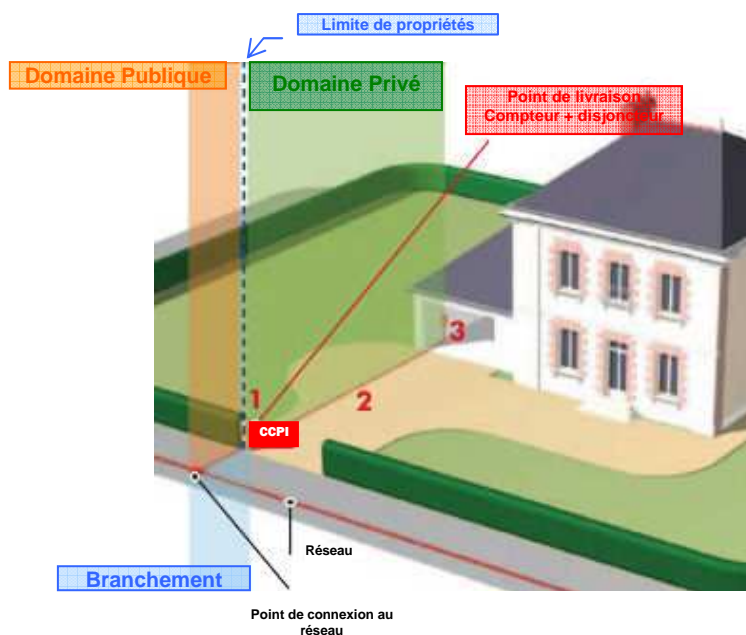 Limite de propriétés
Domaine Publique
Domaine Privé
Point de livraison
Compteur + disjoncteur
3
1
2
CCPI
Réseau
Branchement
Point de connexion au
réseau